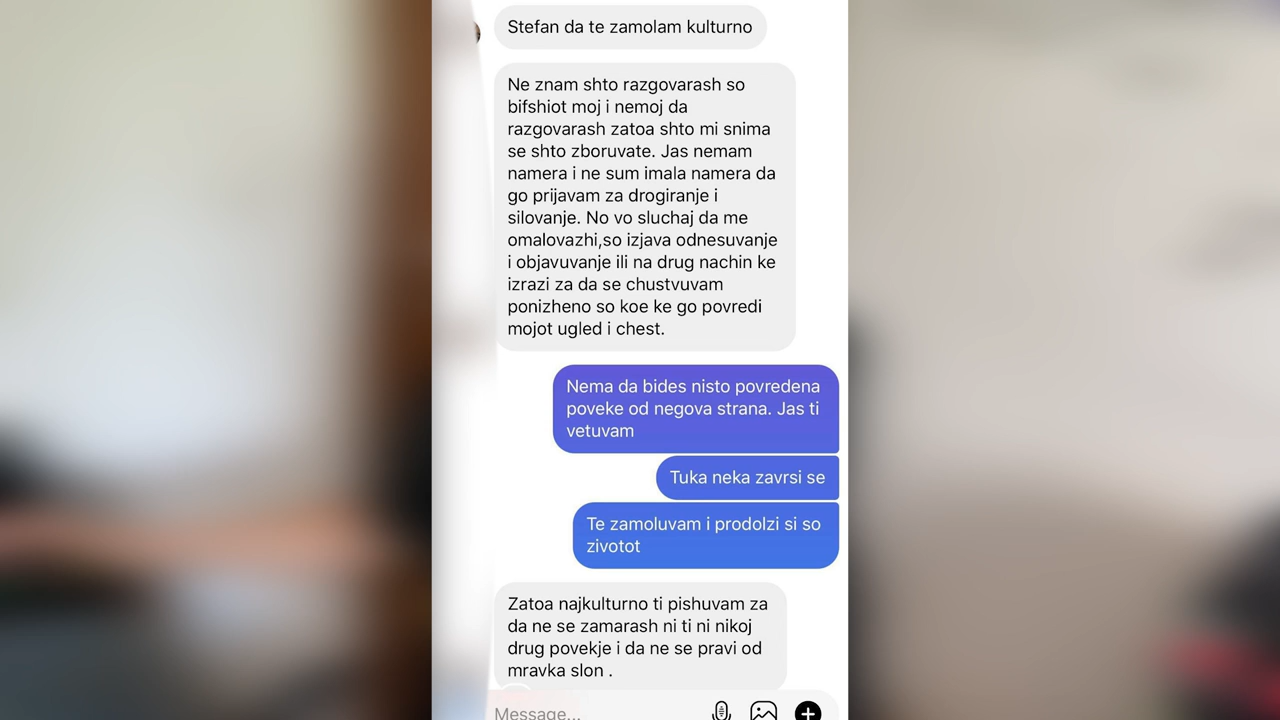 Stefan da te zamolam kulturno
Ne znam shto razgovarash so
bifshiot moj i nemoj da
razgovarash zatoa shto mi snima
se shto zboruvate. Jas nemam
namera i ne sum imala namera da
go prijavam za drogiranje i
silovanje. No vo sluchaj da me
omalovazhi,so izjava odnesuvanje
i objavuvanje ili na drug nachin ke
izrazi za da se chustvuvam
ponizheno so koe ke go povredi
mojot ugled i chest.
Nema da bides nisto povredena
poveke od negova strana. Jas ti
vetuvam
Tuka neka zavrsi se
Te zamoluvam i prodolzi si so
zivotot
Zatoa najkulturno ti pishuvam za
da ne se zamarash ni ti ni nikoj
drug povekje i da ne se pravi od
mravka slon .
Message...